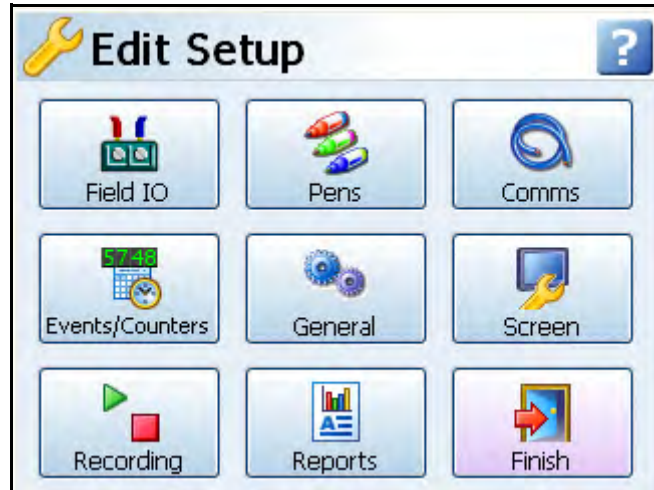 Edit Setup
?
Field IO
Pens
Comms
57:48
Events/Counters
General
Screen
Recording
Reports
Finish